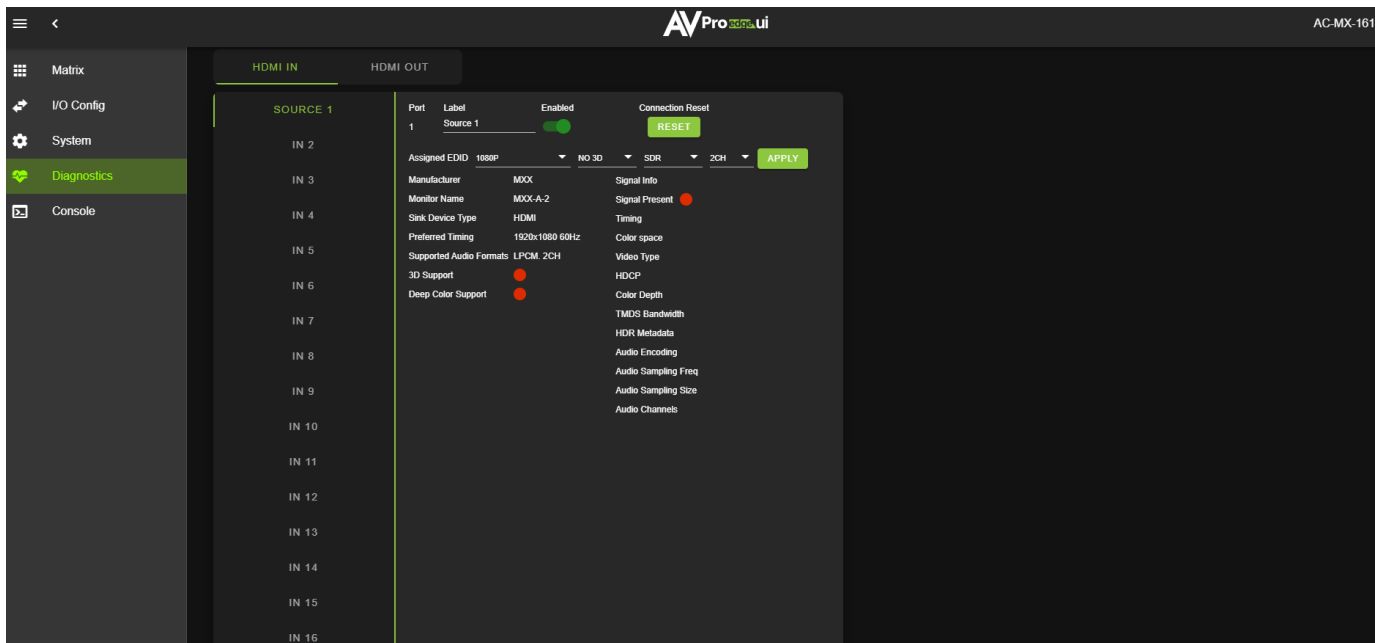 AVPro edge.ui
AC-MX-161
Matrix
I/O Config
System
Diagnostics
Console
HDMI IN HDMI OUT
SOURCE 1
IN 2
IN 3
IN 4
IN 5
IN 6
IN 7
IN 8
IN 9
IN 10
IN 11
IN 12
IN 13
IN 14
IN 15
IN 16
Port Label Enabled Connection Reset
1 Source 1 RESET
Assigned EDID 1080P NO 3D SDR 2CH APPLY
Manufacturer MXX
Monitor Name MXX-A-2
Sink Device Type HDMI
Preferred Timing 1920x1080 60Hz
Supported Audio Formats LPCM. 2CH
3D Support
Deep Color Support
Signal Info
Signal Present
Timing
Color space
Video Type
HDCP
Color Depth
TMDS Bandwidth
HDR Metadata
Audio Encoding
Audio Sampling Freq
Audio Sampling Size
Audio Channels